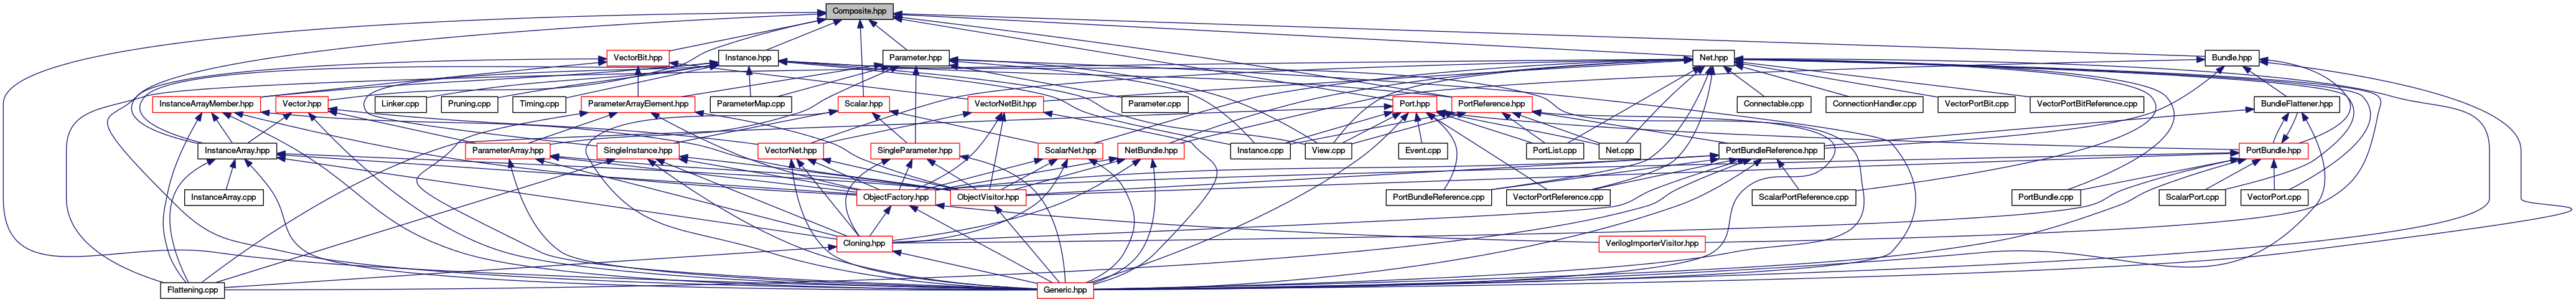 Composite.hpp
VectorBit.hpp
Instance.hpp
Parameter.hpp
Net.hpp
Bundle.hpp
InstanceArrayMember.hpp
Vector.hpp
Linker.cpp
Pruning.cpp
Timing.cpp
ParameterArrayElement.hpp
ParameterMap.cpp
Scalar.hpp
VectorNetBit.hpp
Parameter.cpp
Port.hpp
PortReference.hpp
Connectable.cpp
ConnectionHandler.cpp
VectorPortBit.cpp
VectorPortBitReference.cpp
BundleFlattener.hpp
InstanceArray.hpp
ParameterArray.hpp
SingleInstance.hpp
VectorNet.hpp
SingleParameter.hpp
ScalarNet.hpp
NetBundle.hpp
Instance.cpp
View.cpp
Event.cpp
PortList.cpp
Net.cpp
PortBundleReference.hpp
PortBundle.hpp
InstanceArray.cpp
ObjectFactory.hpp
ObjectVisitor.hpp
PortBundleReference.cpp
VectorPortReference.cpp
ScalarPortReference.cpp
PortBundle.cpp
ScalarPort.cpp
VectorPort.cpp
Cloning.hpp
VerilogImporterVisitor.hpp
Flattening.cpp
Generic.hpp